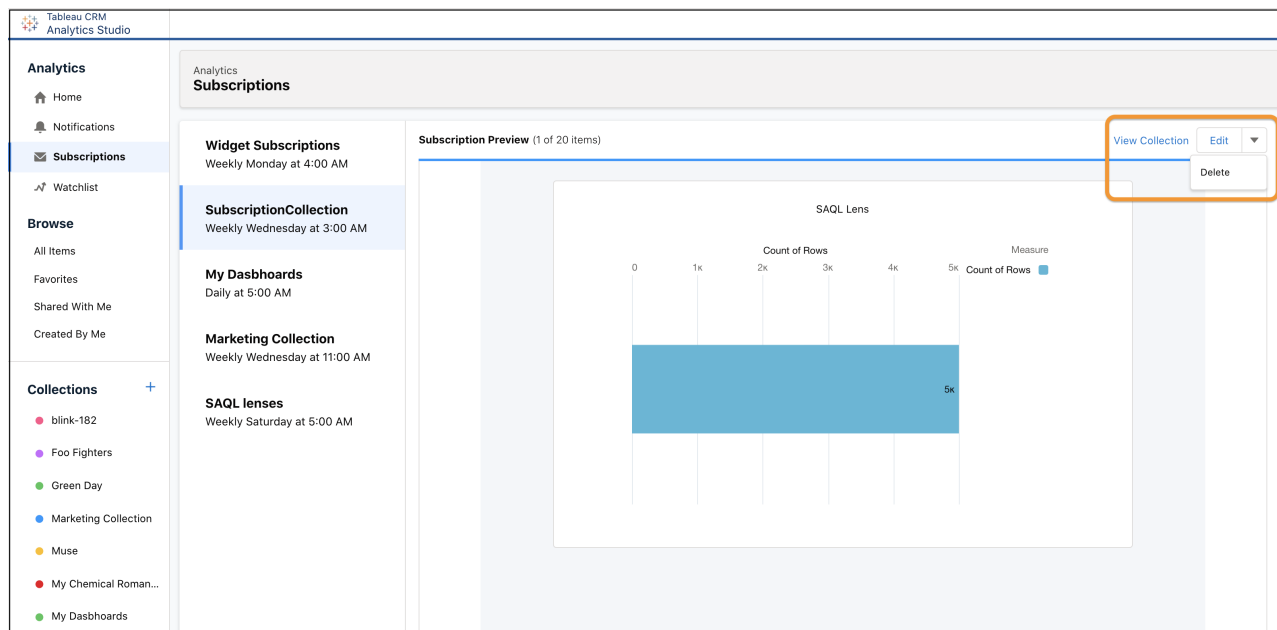 Tableau CRM
Analytics Studio
Analytics
Home
Notifications
Subscriptions
Watchlist
Browse
All Items
Favorites
Shared With Me
Created By Me
Collections +
blink-182
Foo Fighters
Green Day
Marketing Collection
Muse
My Chemical Roman...
My Dasbhoards
Analytics
Subscriptions
Widget Subscriptions
Weekly Monday at 4:00 AM
SubscriptionCollection
Weekly Wednesday at 3:00 AM
My Dasbhoards
Daily at 5:00 AM
Marketing Collection
Weekly Wednesday at 11:00 AM
SAQL lenses
Weekly Saturday at 5:00 AM
Subscription Preview (1 of 20 items)
View Collection Edit
Delete
SAQL Lens
Count of Rows
0 1K 2K 3K 4K 5K
Measure
Count of Rows
5K